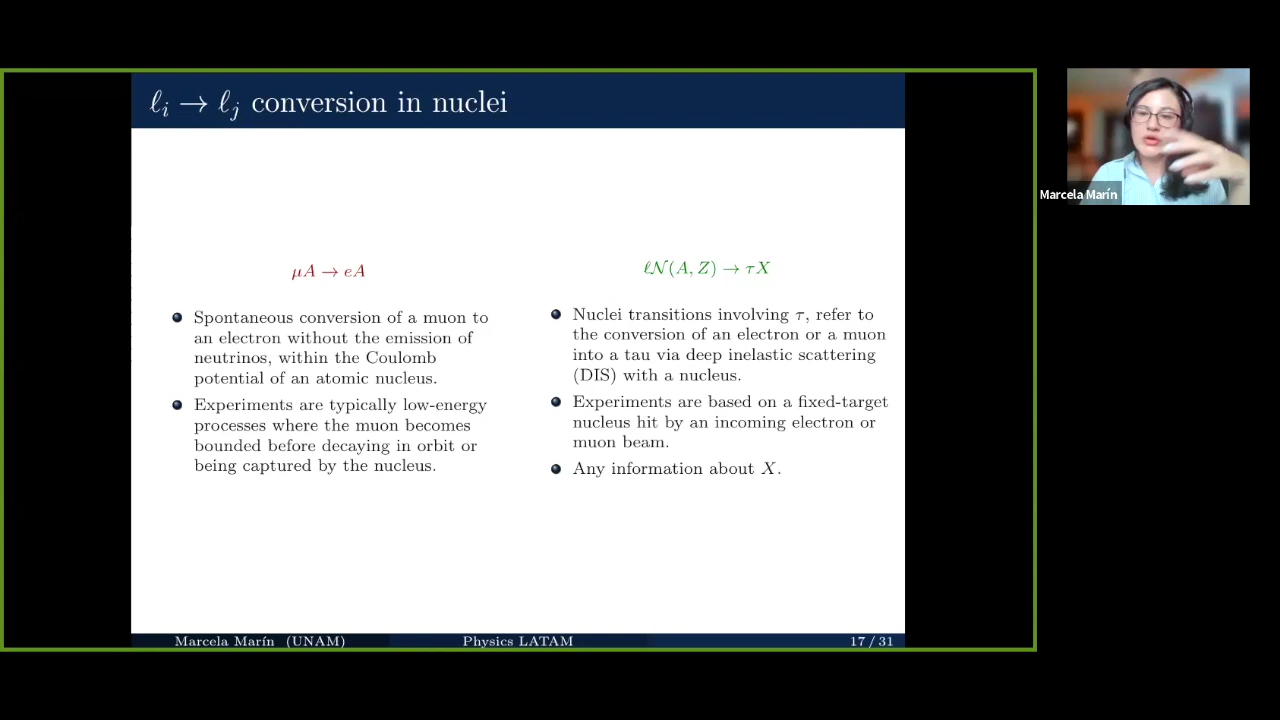 ℓᵢ → ℓⱼ conversion in nuclei
μA → eA
Spontaneous conversion of a muon to
an electron without the emission of
neutrinos, within the Coulomb
potential of an atomic nucleus.
Experiments are typically low-energy
processes where the muon becomes
bounded before decaying in orbit or
being captured by the nucleus.
ℓ𝒩(A, Z) → τX
Nuclei transitions involving τ, refer to
the conversion of an electron or a muon
into a tau via deep inelastic scattering
(DIS) with a nucleus.
Experiments are based on a fixed-target
nucleus hit by an incoming electron or
muon beam.
Any information about X.
Marcela Marín (UNAM)
Physics LATAM
17 / 31
Marcela Marín